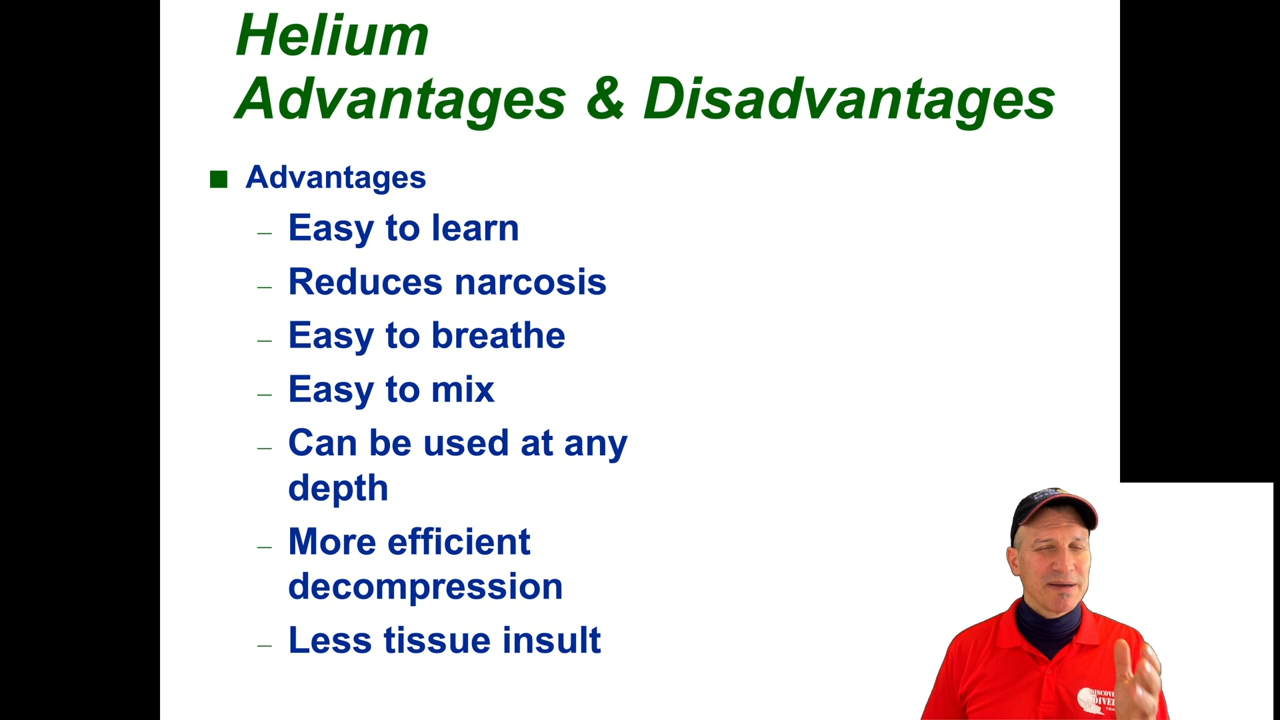 Helium
Advantages & Disadvantages
Advantages
– Easy to learn
– Reduces narcosis
– Easy to breathe
– Easy to mix
– Can be used at any
depth
– More efficient
decompression
– Less tissue insult